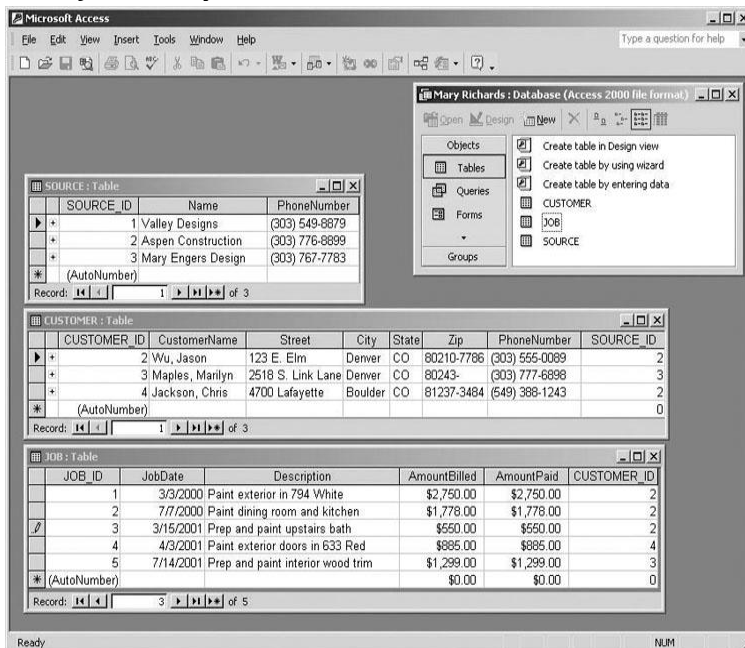 Microsoft Access
File Edit View Insert Tools Window Help
Type a question for help
Mary Richards : Database (Access 2000 file format)
Open Design New
Objects
Tables
Queries
Forms
Groups
Create table in Design view
Create table by using wizard
Create table by entering data
CUSTOMER
JOB
SOURCE
SOURCE : Table
SOURCE_ID Name PhoneNumber
1 Valley Designs (303) 549-8879
2 Aspen Construction (303) 776-8899
3 Mary Engers Design (303) 767-7783
(AutoNumber)
Record: 1 of 3
CUSTOMER : Table
CUSTOMER_ID CustomerName Street City State Zip PhoneNumber SOURCE_ID
2 Wu, Jason 123 E. Elm Denver CO 80210-7786 (303) 555-0089 2
3 Maples, Marilyn 2518 S. Link Lane Denver CO 80243- (303) 777-6898 3
4 Jackson, Chris 4700 Lafayette Boulder CO 81237-3484 (549) 388-1243 2
(AutoNumber) 0
Record: 1 of 3
JOB : Table
JOB_ID JobDate Description AmountBilled AmountPaid CUSTOMER_ID
1 3/3/2000 Paint exterior in 794 White $2,750.00 $2,750.00 2
2 7/7/2000 Paint dining room and kitchen $1,778.00 $1,778.00 2
3 3/15/2001 Prep and paint upstairs bath $550.00 $550.00 2
4 4/3/2001 Paint exterior doors in 633 Red $885.00 $885.00 4
5 7/14/2001 Prep and paint interior wood trim $1,299.00 $1,299.00 3
(AutoNumber) $0.00 $0.00 0
Record: 3 of 5
Ready NUM